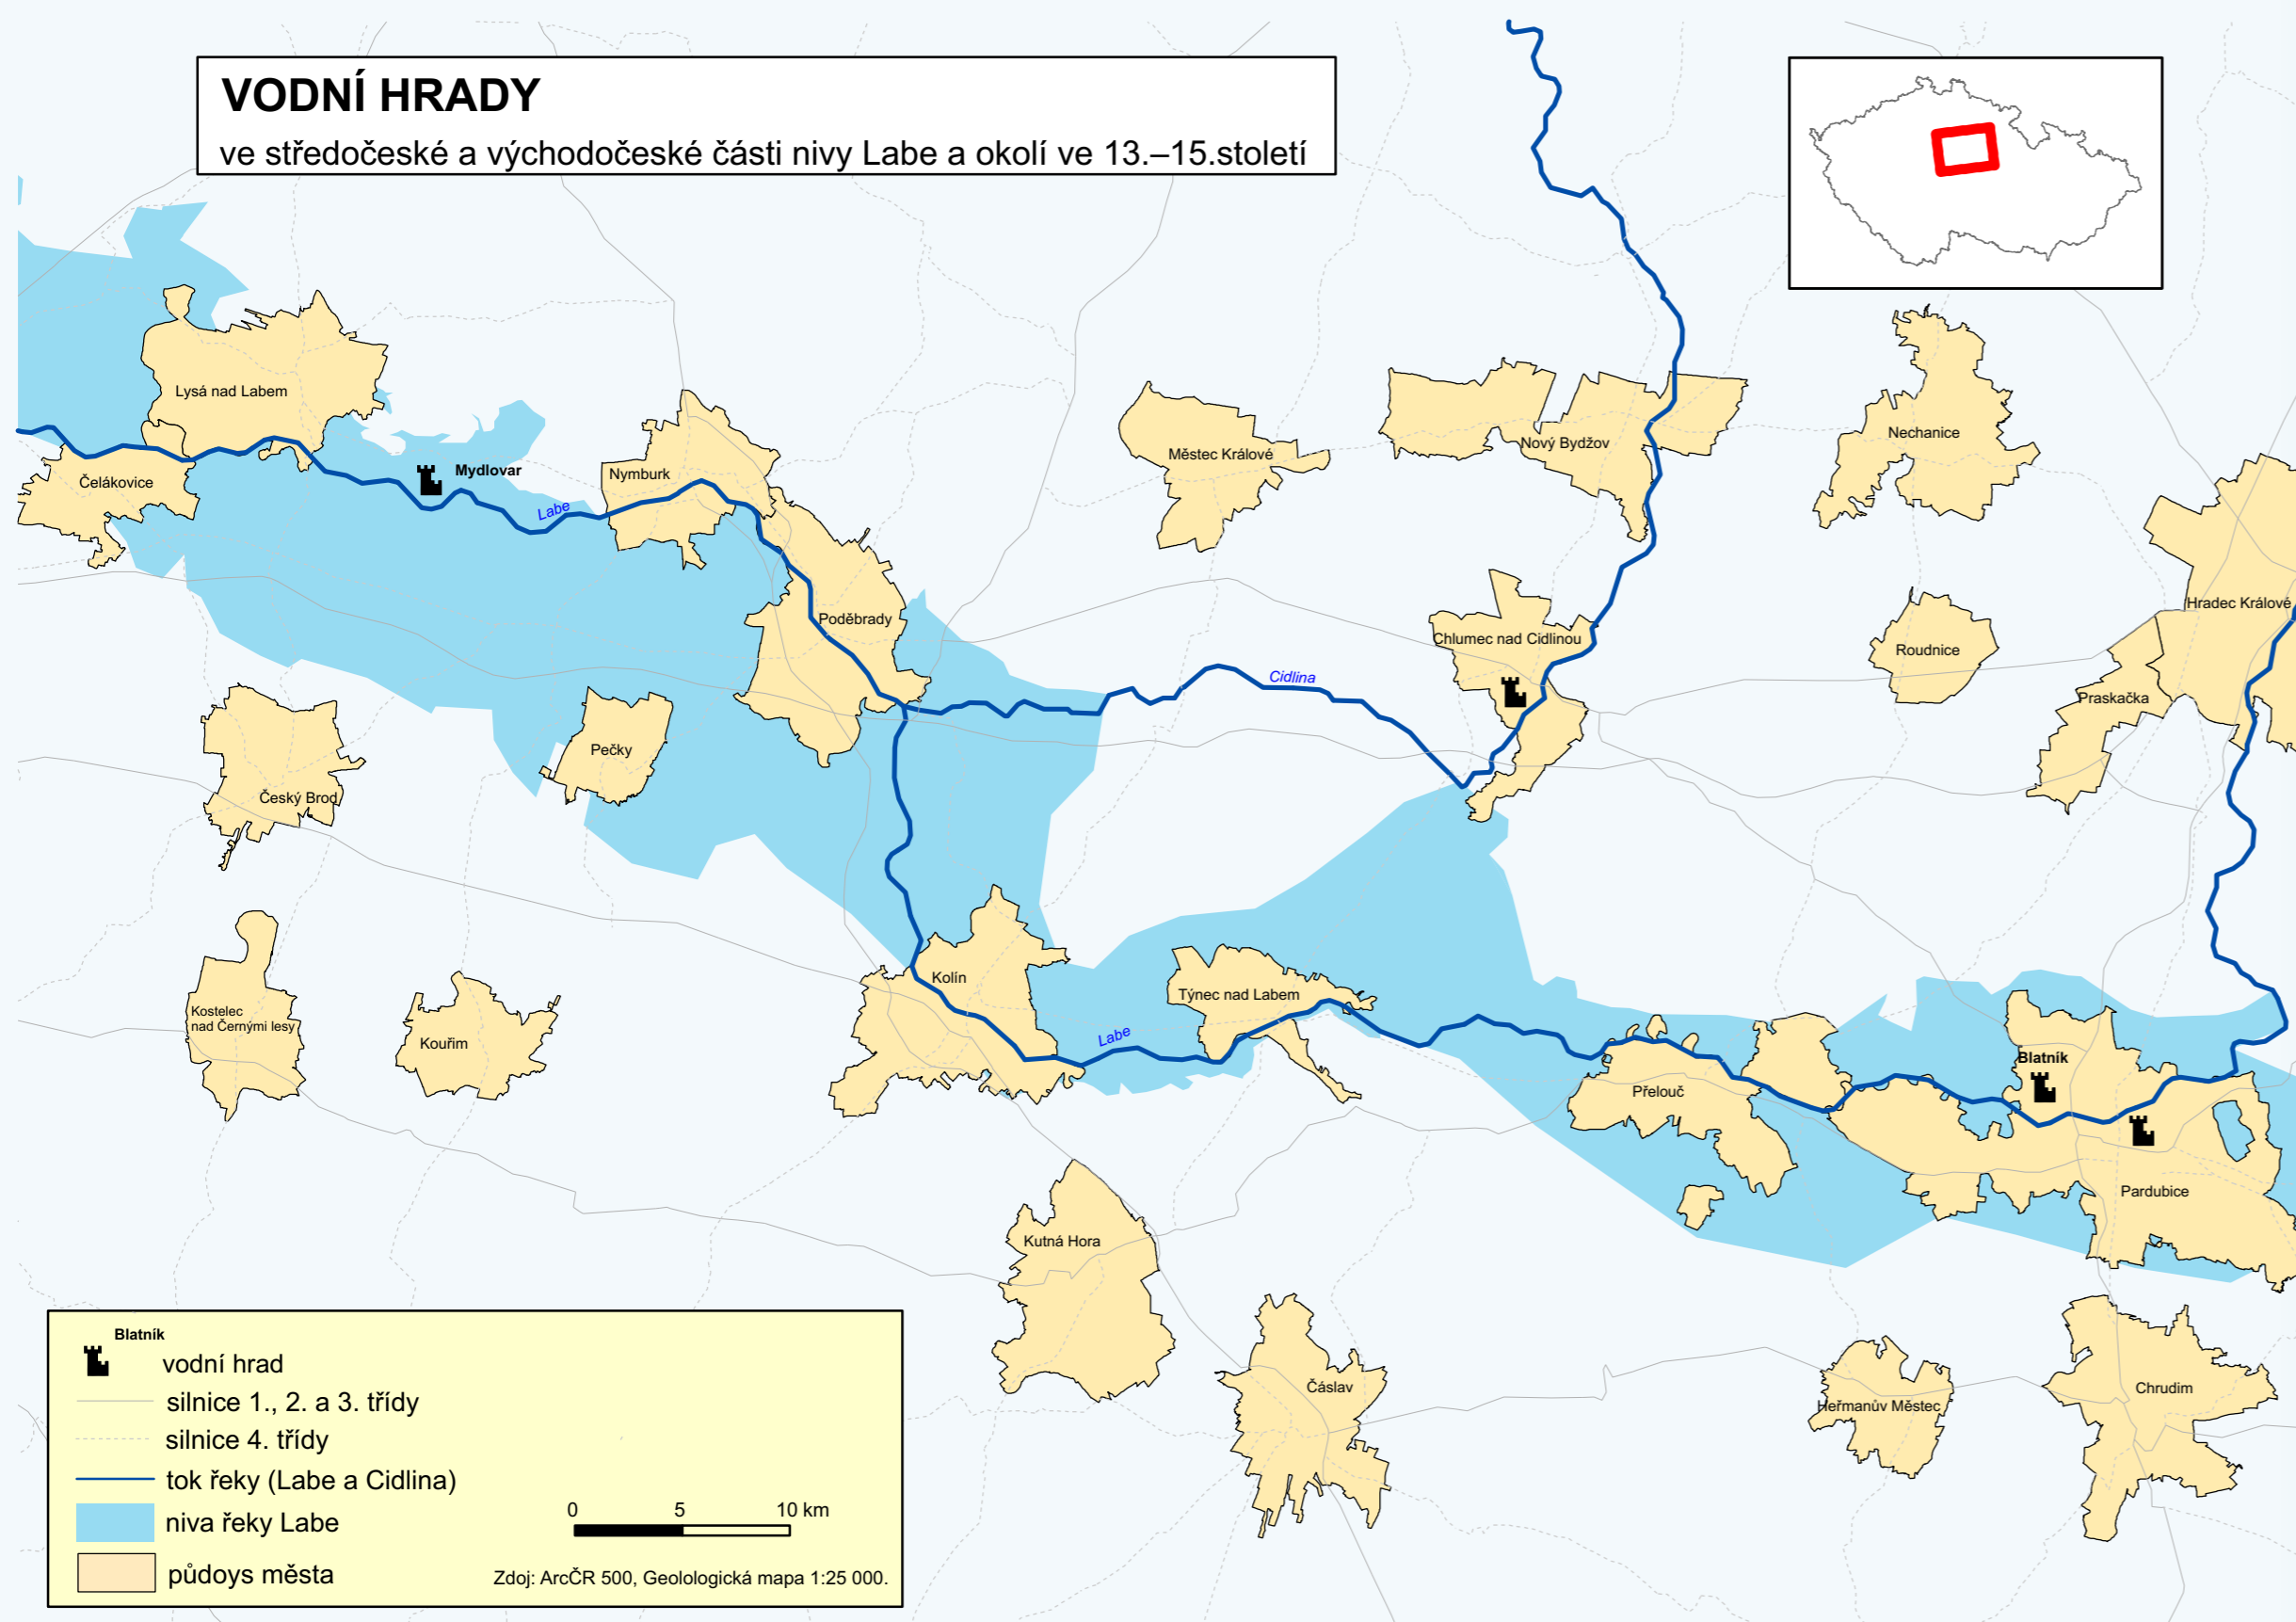 VODNÍ HRADY
ve středočeské a východočeské části nivy Labe a okolí ve 13.–15.století
Lysá nad Labem
Čelákovice
Mydlovar
Nymburk
Labe
Městec Králové
Nový Bydžov
Nechanice
Hradec Králové
Poděbrady
Chlumec nad Cidlinou
Roudnice
Cidlina
Praskačka
Pečky
Český Brod
Kolín
Týnec nad Labem
Kostelec
nad Černými lesy
Kouřim
Labe
Přelouč
Blatník
Pardubice
Kutná Hora
Čáslav
Heřmanův Městec
Chrudim
Blatník
vodní hrad
silnice 1., 2. a 3. třídy
silnice 4. třídy
tok řeky (Labe a Cidlina)
niva řeky Labe
půdoys města
0 5 10 km
Zdoj: ArcČR 500, Geolologická mapa 1:25 000.